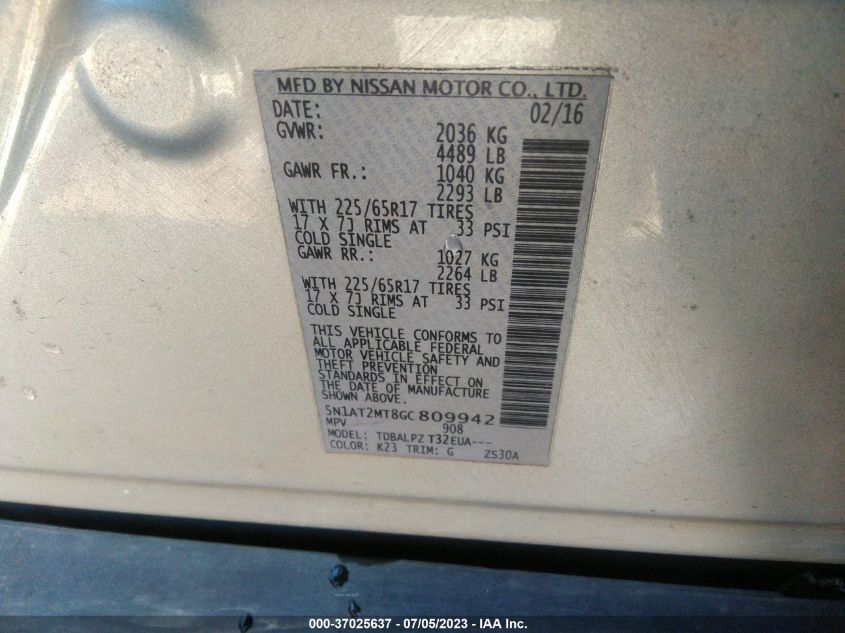 MFD BY NISSAN MOTOR CO., LTD.
DATE: 02/16
GVWR: 2036 KG
4489 LB
GAWR FR.: 1040 KG
2293 LB
WITH 225/65R17 TIRES
17 X 7J RIMS AT 33 PSI
COLD SINGLE
GAWR RR.: 1027 KG
2264 LB
WITH 225/65R17 TIRES
17 X 7J RIMS AT 33 PSI
COLD SINGLE
THIS VEHICLE CONFORMS TO
ALL APPLICABLE FEDERAL
MOTOR VEHICLE SAFETY AND
THEFT PREVENTION
STANDARDS IN EFFECT ON
THE DATE OF MANUFACTURE
SHOWN ABOVE.
5N1AT2MT8GC 809942
MPV 908
MODEL: TDBALPZ T32EUA---
COLOR: K23 TRIM: G ZS30A
000-37025637 - 07/05/2023 - IAA Inc.